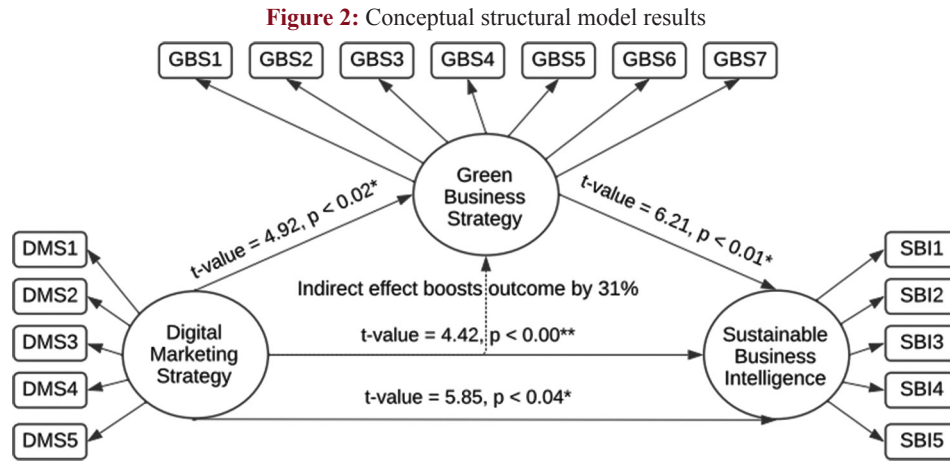 Figure 2: Conceptual structural model results
GBS1 GBS2 GBS3 GBS4 GBS5 GBS6 GBS7
Green
Business
Strategy
t-value = 4.92, p < 0.02*
t-value = 6.21, p < 0.01*
DMS1
DMS2
DMS3
DMS4
DMS5
Digital
Marketing
Strategy
Indirect effect boosts outcome by 31%
t-value = 4.42, p < 0.00**
t-value = 5.85, p < 0.04*
Sustainable
Business
Intelligence
SBI1
SBI2
SBI3
SBI4
SBI5